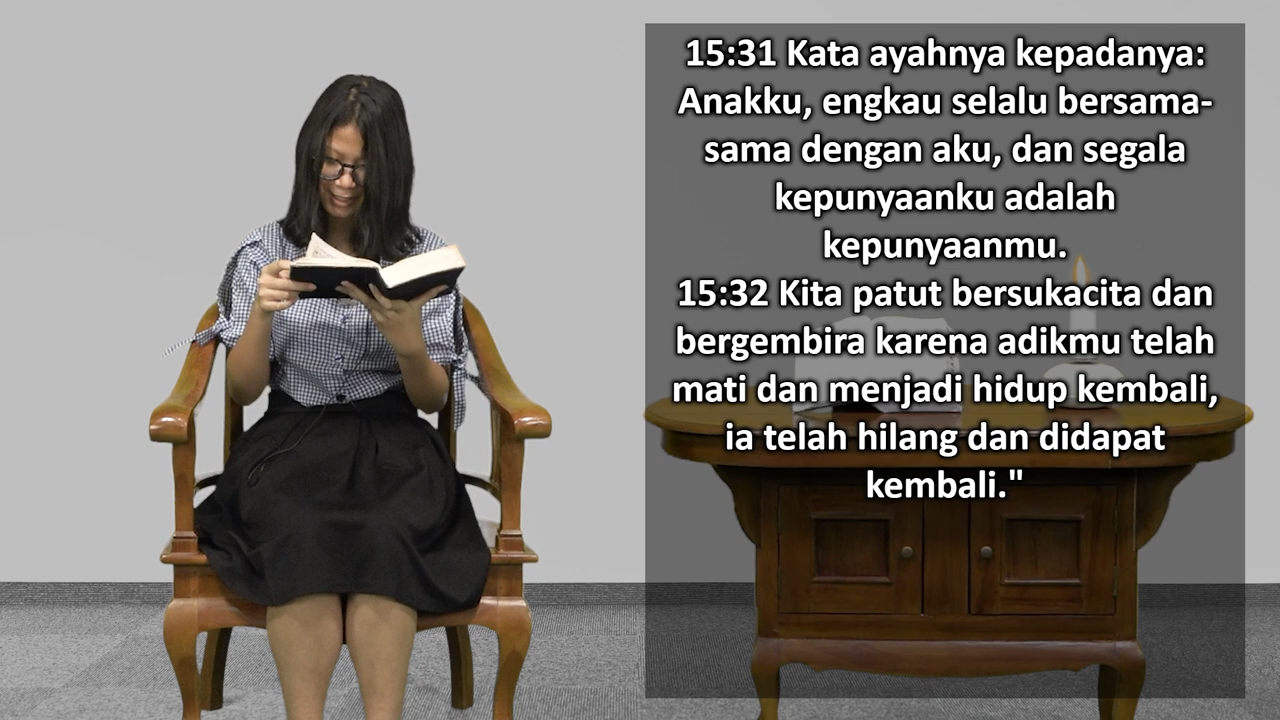 15:31 Kata ayahnya kepadanya:
Anakku, engkau selalu bersama-
sama dengan aku, dan segala
kepunyaanku adalah
kepunyaanmu.
15:32 Kita patut bersukacita dan
bergembira karena adikmu telah
mati dan menjadi hidup kembali,
ia telah hilang dan didapat
kembali."